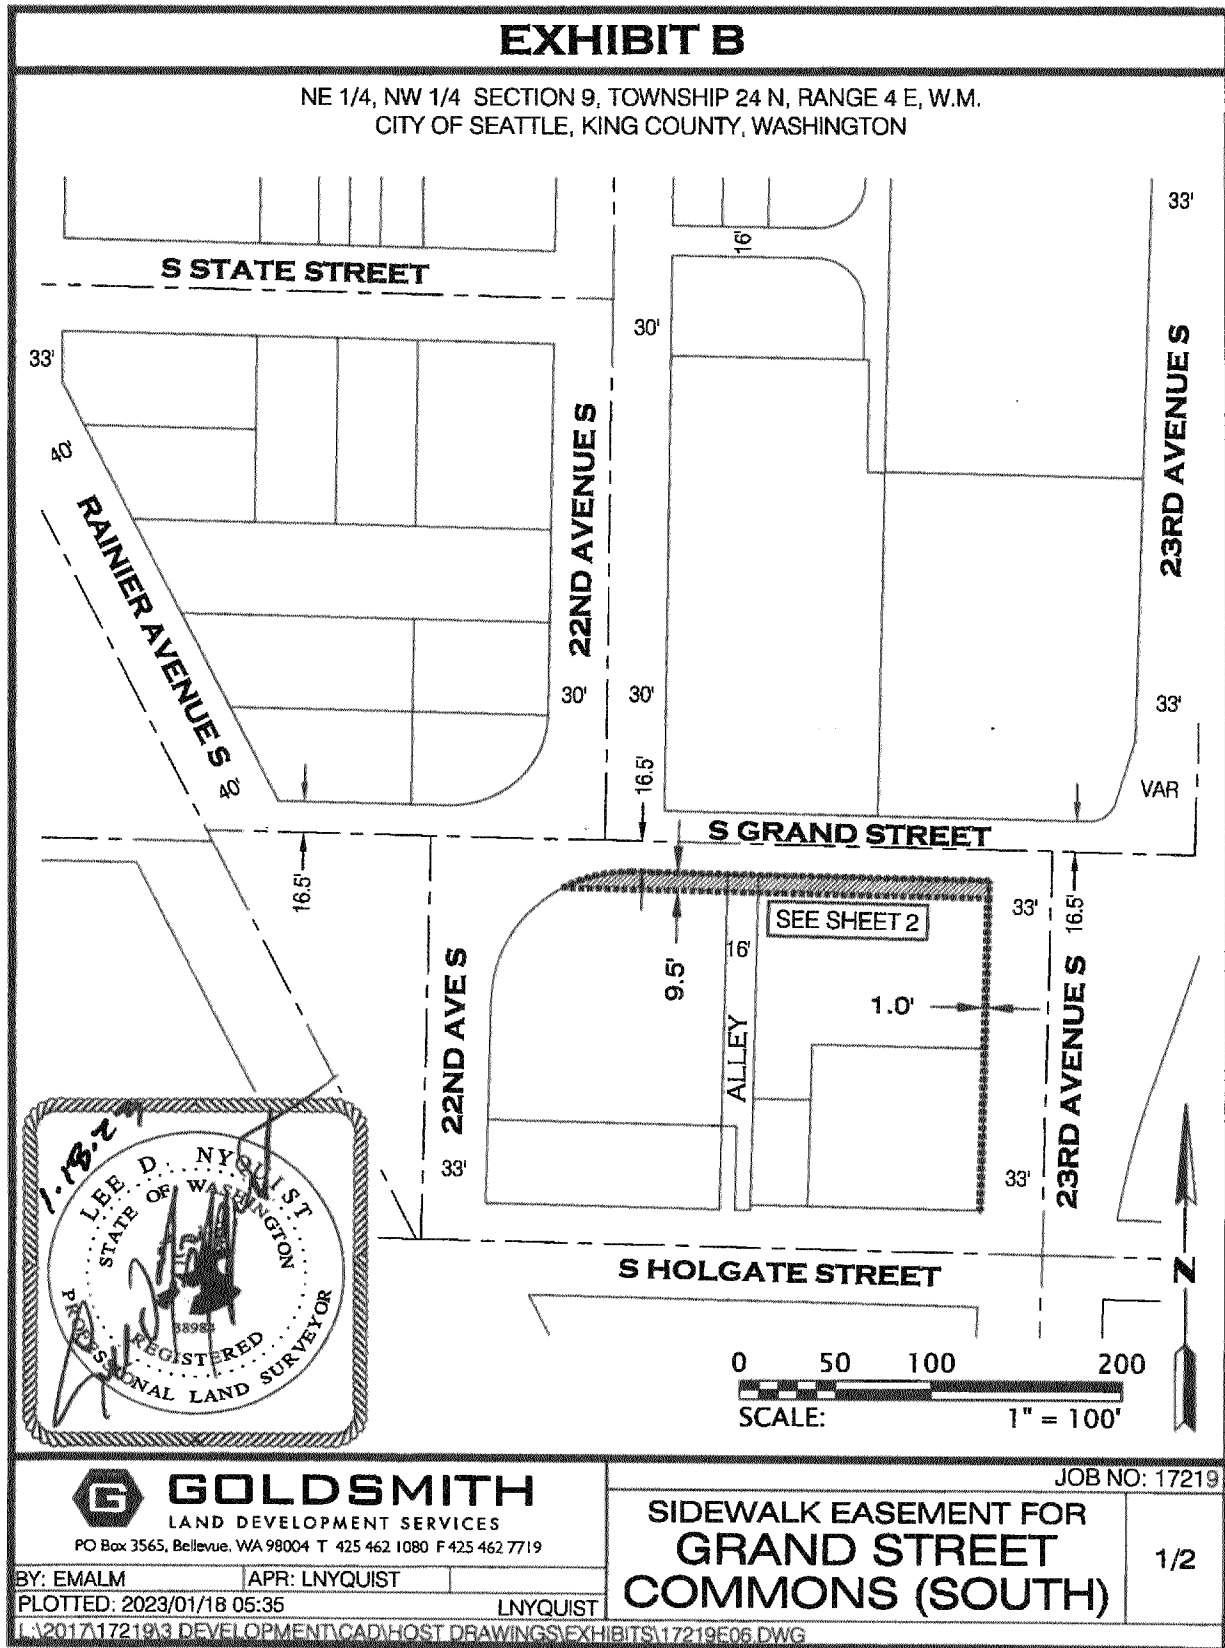 EXHIBIT B
NE 1/4, NW 1/4 SECTION 9, TOWNSHIP 24 N, RANGE 4 E, W.M.
CITY OF SEATTLE, KING COUNTY, WASHINGTON
33'
16'
S STATE STREET
30'
33'
40'
22ND AVENUE S
23RD AVENUE S
RAINIER AVENUE S
30'
30'
33'
40'
16.5'
VAR
S GRAND STREET
16.5'
SEE SHEET 2
33'
16.5'
9.5'
16'
1.0'
22ND AVE S
ALLEY
23RD AVENUE S
33'
33'
1.18.23
LEE D. NYQUIST
STATE OF WASHINGTON
REGISTERED
PROFESSIONAL LAND SURVEYOR
S HOLGATE STREET
N
0 50 100 200
SCALE: 1" = 100'
G GOLDSMITH
LAND DEVELOPMENT SERVICES
PO Box 3565, Bellevue, WA 98004 T 425 462 1080 F 425 462 7719
BY: EMALM APR: LNYQUIST
PLOTTED: 2023/01/18 05:35 LNYQUIST
L:\2017\17219\3 DEVELOPMENT\CAD\HOST DRAWINGS\EXHIBITS\17219E06.DWG
JOB NO: 17219
SIDEWALK EASEMENT FOR
GRAND STREET
COMMONS (SOUTH)
1/2